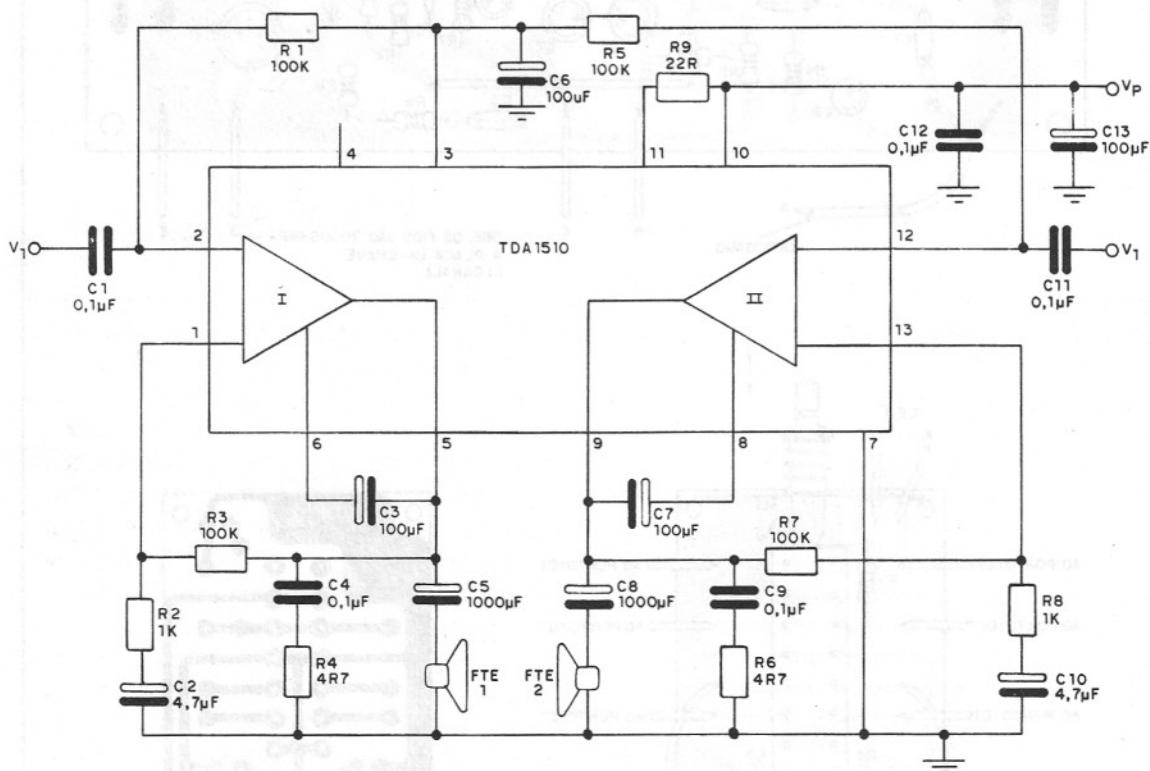 R1
100K
C6
100uF
R5
100K
R9
22R
VP
C12
0,1µF
C13
100µF
4
3
11
10
V1
C1
0,1µF
2
TDA1510
12
C11
0,1µF
V1
I
II
1
13
6
5
9
8
7
C3
100µF
C7
100µF
R3
100K
R7
100K
C4
0,1µF
C5
1000µF
C8
1000µF
C9
0,1µF
R2
1K
R8
1K
R4
4R7
FTE
1
FTE
2
R6
4R7
C2
4,7µF
C10
4,7µF